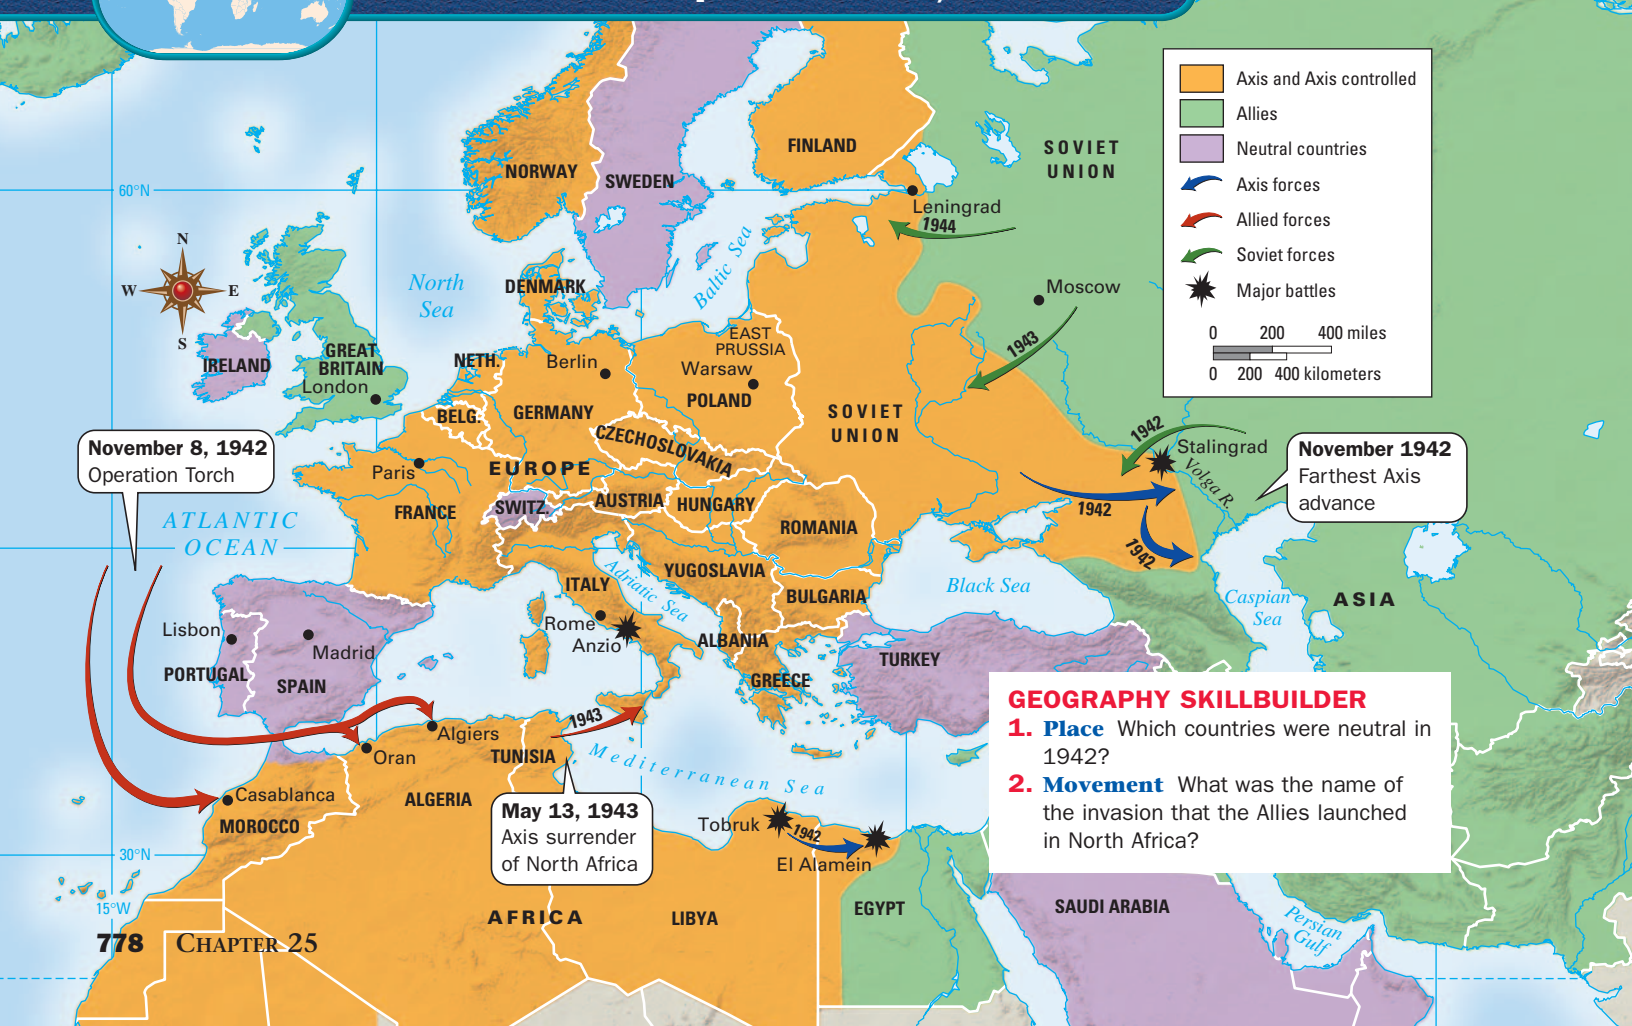 Axis and Axis controlled
Allies
Neutral countries
Axis forces
Allied forces
Soviet forces
Major battles
0 200 400 miles
0 200 400 kilometers
60°N
N
W E
S
NORWAY
SWEDEN
FINLAND
SOVIET
UNION
Leningrad
1944
Baltic Sea
North
Sea
DENMARK
Moscow
1943
IRELAND
GREAT
BRITAIN
London
NETH.
Berlin
EAST
PRUSSIA
Warsaw
POLAND
BELG.
GERMANY
SOVIET
UNION
CZECHOSLOVAKIA
1942
Stalingrad
Volga R.
November 1942
Farthest Axis
advance
November 8, 1942
Operation Torch
Paris
EUROPE
FRANCE
SWITZ.
AUSTRIA
HUNGARY
ROMANIA
1942
1942
ATLANTIC
OCEAN
ITALY
Adriatic Sea
YUGOSLAVIA
BULGARIA
Black Sea
Caspian
Sea
ASIA
Lisbon
PORTUGAL
Madrid
SPAIN
Rome
Anzio
ALBANIA
GREECE
TURKEY
1943
Algiers
Oran
TUNISIA
Mediterranean Sea
Casablanca
MOROCCO
ALGERIA
May 13, 1943
Axis surrender
of North Africa
Tobruk
1942
El Alamein
30°N
15°W
AFRICA
LIBYA
EGYPT
SAUDI ARABIA
Persian
Gulf
GEOGRAPHY SKILLBUILDER
1. Place Which countries were neutral in
1942?
2. Movement What was the name of
the invasion that the Allies launched
in North Africa?
778 CHAPTER 25